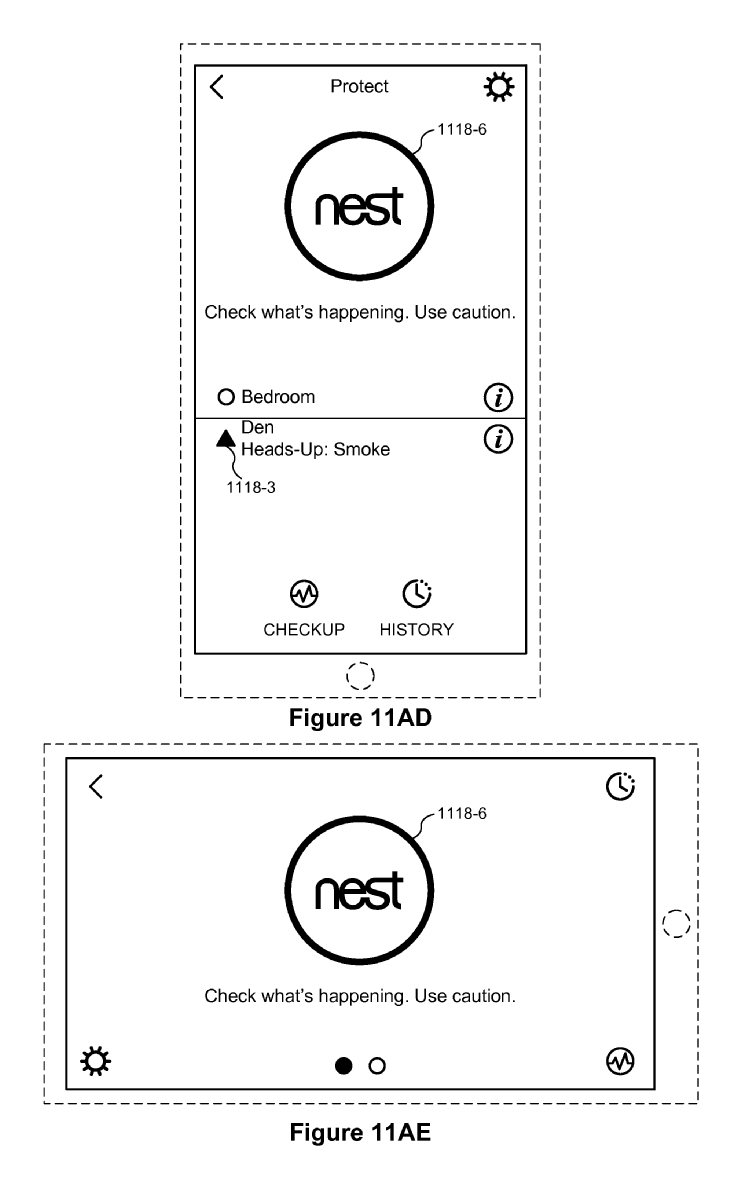 Protect
1118-6
nest
Check what's happening. Use caution.
Bedroom
i
Den
i
Heads-Up: Smoke
1118-3
CHECKUP HISTORY
Figure 11AD
1118-6
nest
Check what's happening. Use caution.
Figure 11AE